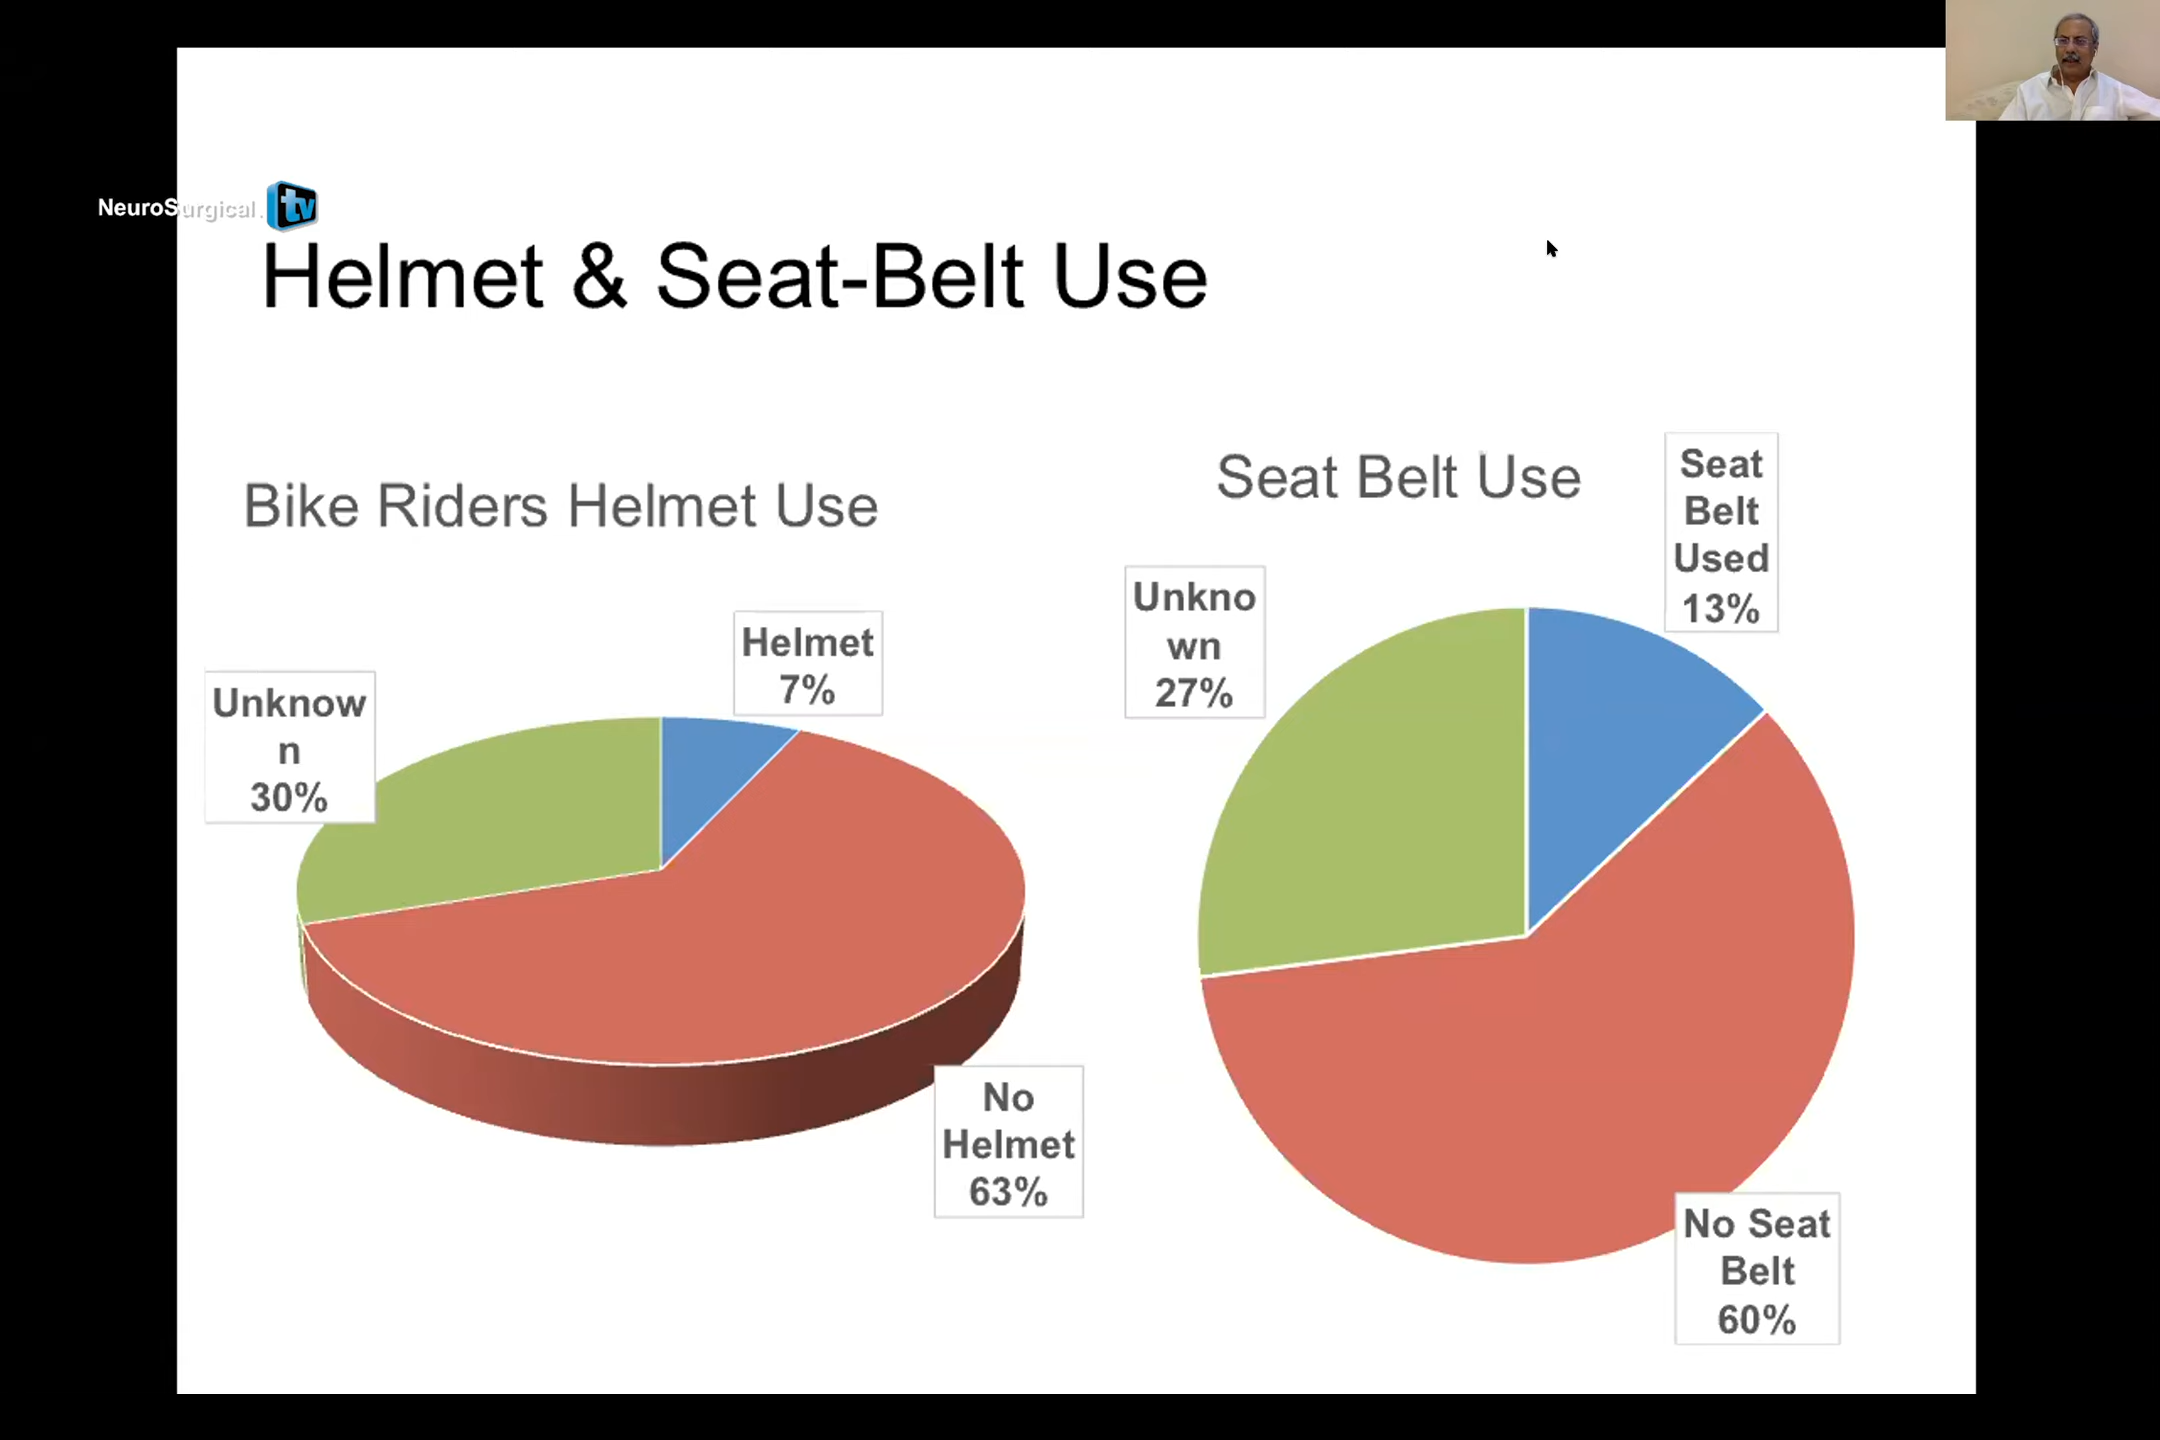 NeuroSurgical.
tv
Helmet & Seat-Belt Use
Bike Riders Helmet Use
Helmet
7%
Unknow
n
30%
No
Helmet
63%
Seat Belt Use
Seat
Belt
Used
13%
Unkno
wn
27%
No Seat
Belt
60%